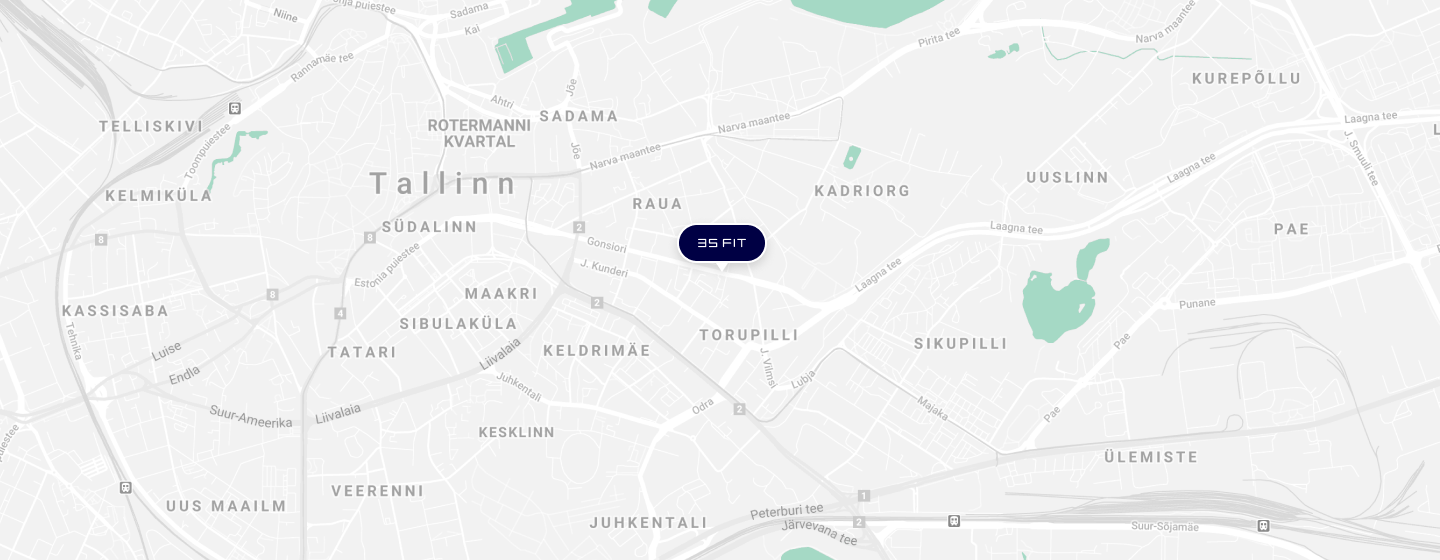 Niine
Sadama
Kai
Pirita tee
Narva maantee
Rannamäe tee
KUREPÕLLU
Ahtri
Jõe
SADAMA
TELLISKIVI
Toompuiestee
ROTERMANNI
KVARTAL
Narva maantee
Laagna tee
J. Smuuli tee
Jõe
Narva maantee
Laagna tee
Tallinn
KELMIKÜLA
KADRIORG
UUSLINN
RAUA
SÜDALINN
2
8
8
Gonsiori
35 FIT
Laagna tee
PAE
Estonia puiestee
J. Kunderi
Laagna tee
MAAKRI
8
2
Punane
KASSISABA
4
SIBULAKÜLA
Tehnika
TORUPILLI
SIKUPILLI
Pae
Luise
TATARI
Liivalaia
KELDRIMÄE
J. Vilmsi
Endla
Juhkentali
Lubja
Odra
2
Majaka
Pae
Suur-Ameerika
Liivalaia
KESKLINN
ÜLEMISTE
VEERENNI
UUS MAAILM
1
Peterburi tee
2
JUHKENTALI
Järvevana tee
Suur-Sõjamäe